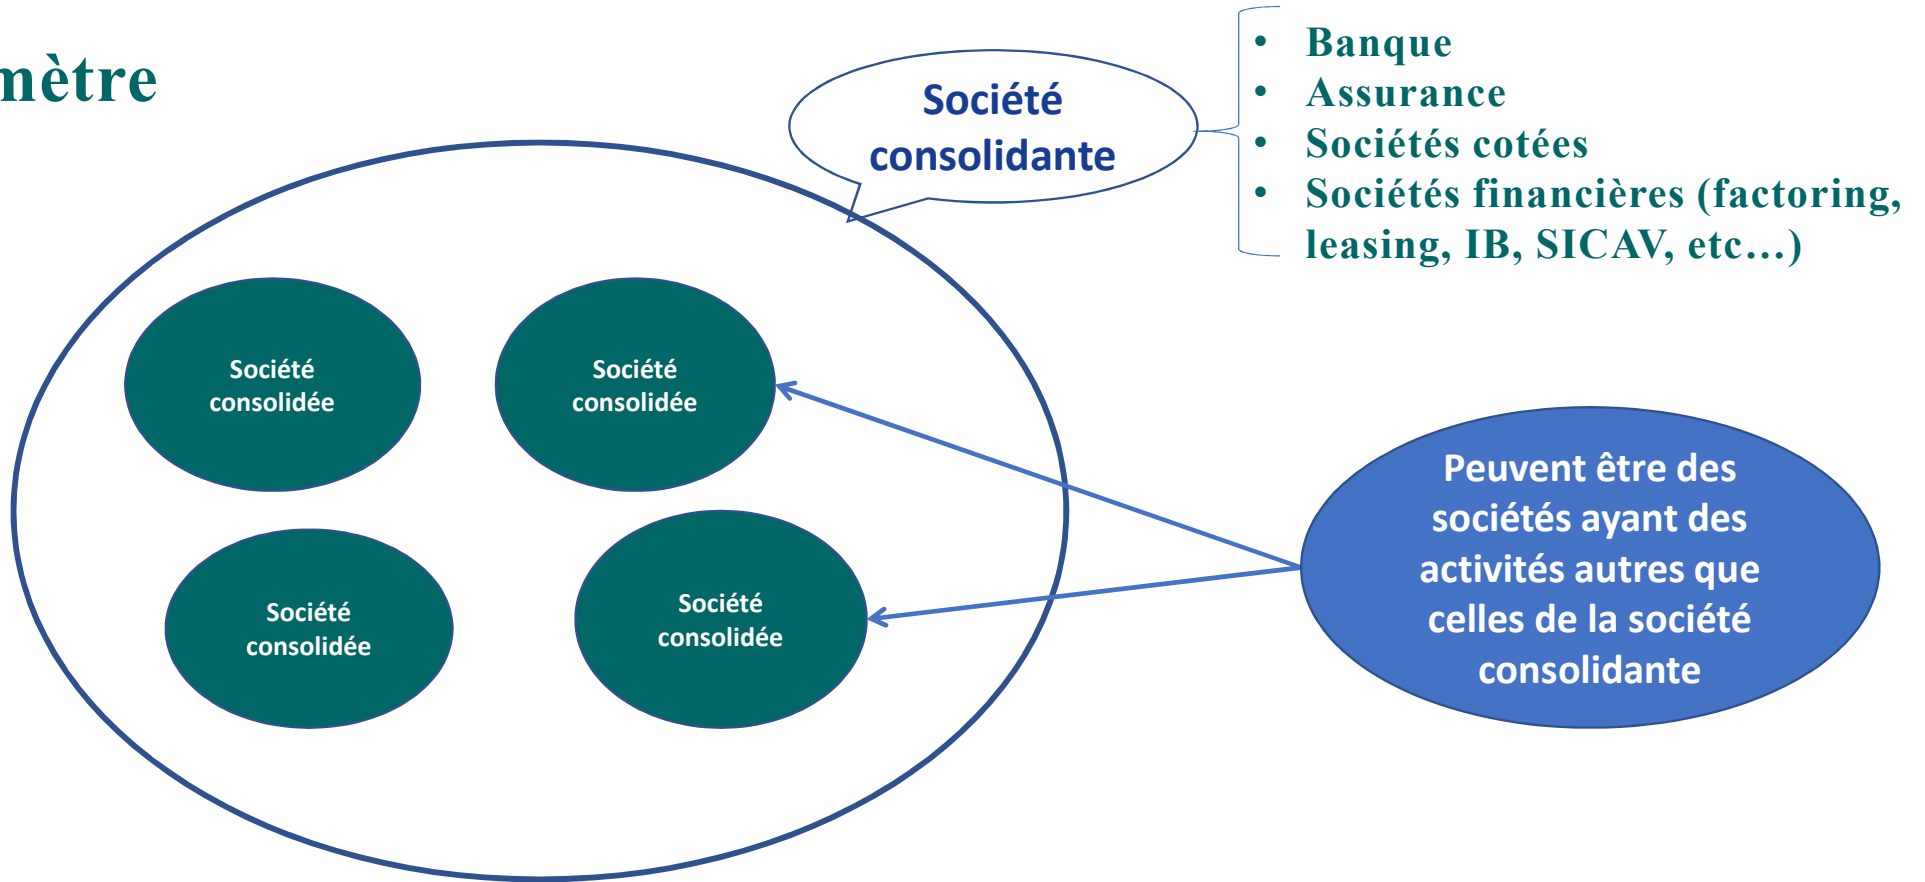 mètre
Société
consolidante
• Banque
• Assurance
• Sociétés cotées
• Sociétés financières (factoring,
leasing, IB, SICAV, etc…)
Société
consolidée
Société
consolidée
Société
consolidée
Société
consolidée
Peuvent être des
sociétés ayant des
activités autres que
celles de la société
consolidante